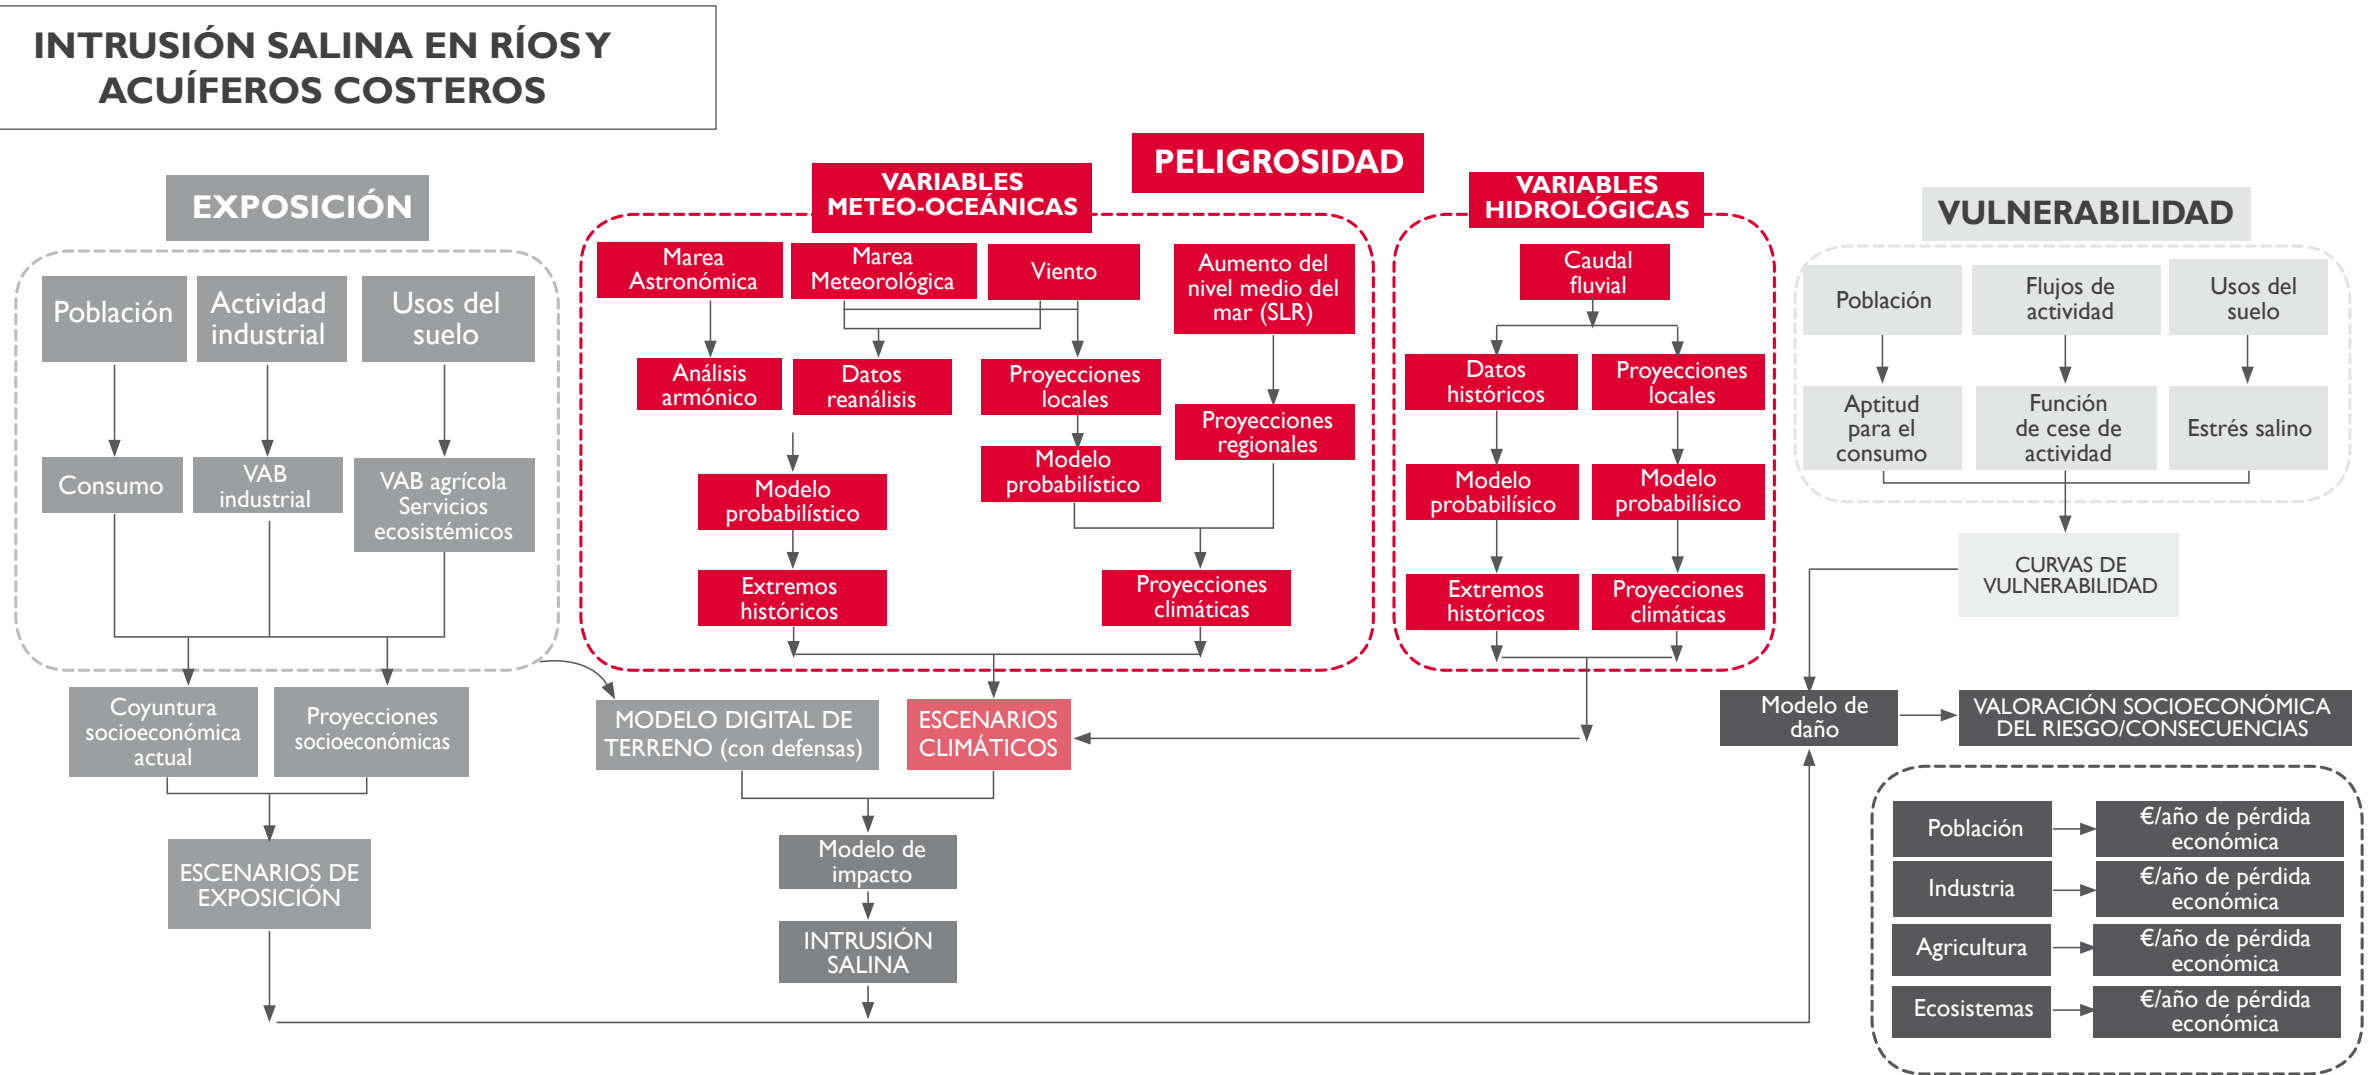 INTRUSIÓN SALINA EN RÍOS Y
ACUÍFEROS COSTEROS
PELIGROSIDAD
EXPOSICIÓN
VARIABLES
METEO-OCEÁNICAS
VARIABLES
HIDROLÓGICAS
VULNERABILIDAD
Población
Actividad
industrial
Usos del
suelo
Consumo
VAB
industrial
VAB agrícola
Servicios
ecosistémicos
Coyuntura
socioeconómica
actual
Proyecciones
socioeconómicas
ESCENARIOS DE
EXPOSICIÓN
Marea
Astronómica
Marea
Meteorológica
Viento
Aumento del
nivel medio del
mar (SLR)
Análisis
armónico
Datos
reanálisis
Proyecciones
locales
Proyecciones
regionales
Modelo
probabilístico
Modelo
probabilístico
Extremos
históricos
Proyecciones
climáticas
MODELO DIGITAL DE
TERRENO (con defensas)
ESCENARIOS
CLIMÁTICOS
Modelo de
impacto
INTRUSIÓN
SALINA
Caudal
fluvial
Datos
históricos
Proyecciones
locales
Modelo
probabilísico
Modelo
probabilísico
Extremos
históricos
Proyecciones
climáticas
Población
Flujos de
actividad
Usos del
suelo
Aptitud
para el
consumo
Función
de cese de
actividad
Estrés salino
CURVAS DE
VULNERABILIDAD
Modelo de
daño
VALORACIÓN SOCIOECONÓMICA
DEL RIESGO/CONSECUENCIAS
Población
€/año de pérdida
económica
Industria
€/año de pérdida
económica
Agricultura
€/año de pérdida
económica
Ecosistemas
€/año de pérdida
económica